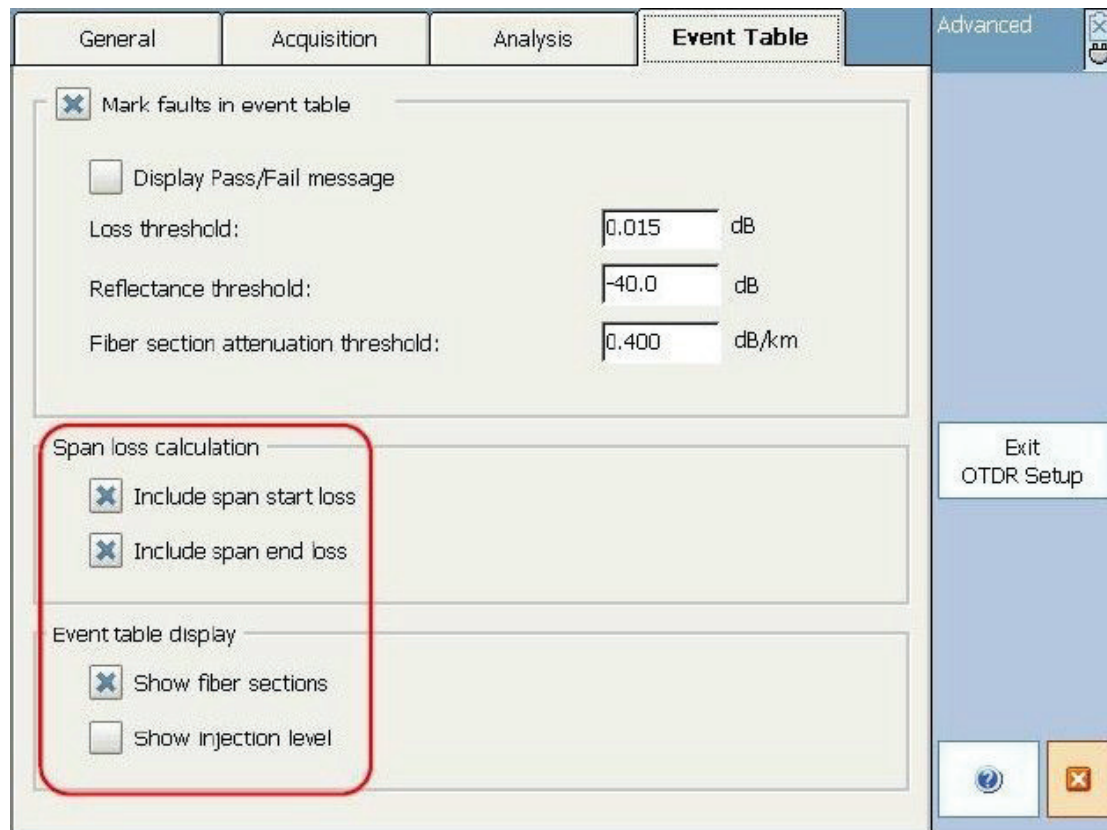 General
Acquisition
Analysis
Event Table
Advanced
Mark faults in event table
Display Pass/Fail message
Loss threshold: 0.015 dB
Reflectance threshold: -40.0 dB
Fiber section attenuation threshold: 0.400 dB/km
Span loss calculation
Include span start loss
Include span end loss
Exit
OTDR Setup
Event table display
Show fiber sections
Show injection level